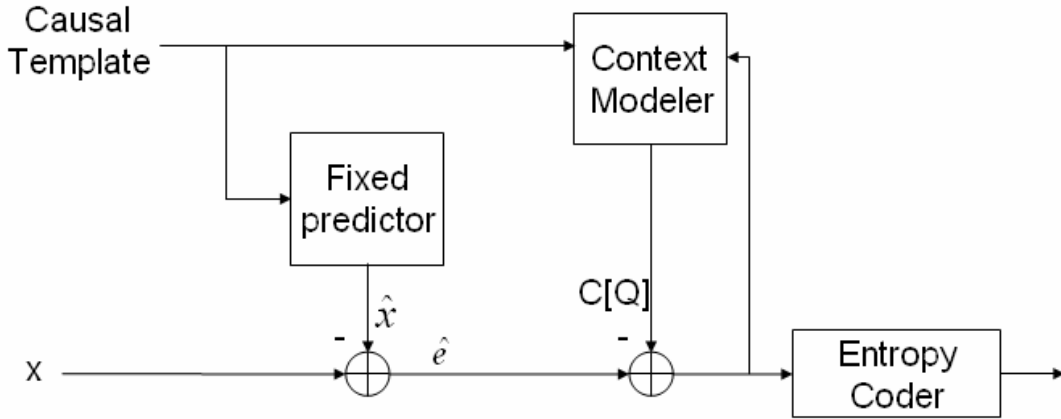 Causal
Template
Context
Modeler
Fixed
predictor
C[Q]
x̂
-
ê
-
x
Entropy
Coder